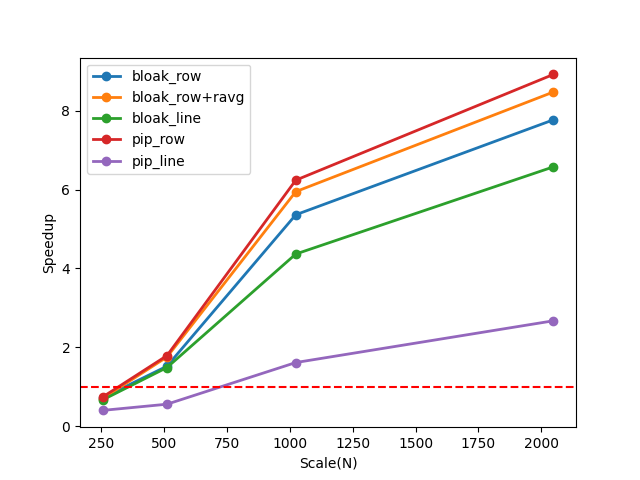 bloak_row
bloak_row+ravg
bloak_line
pip_row
pip_line
8
6
4
2
0
Speedup
250 500 750 1000 1250 1500 1750 2000
Scale(N)